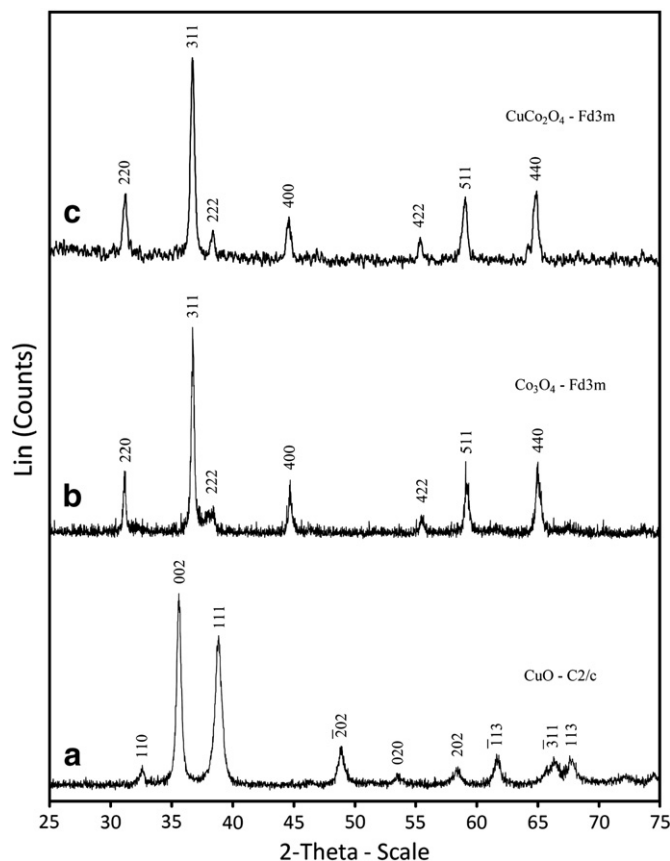 311
CuCo₂O₄ - Fd3m
220
222
400
422
511
440
c
311
Co₃O₄ - Fd3m
220
222
400
422
511
440
b
Lin (Counts)
002
111
CuO - C2/c
110
2̅02
020
202
1̅13
3̅11
113
a
25 30 35 40 45 50 55 60 65 70 75
2-Theta - Scale